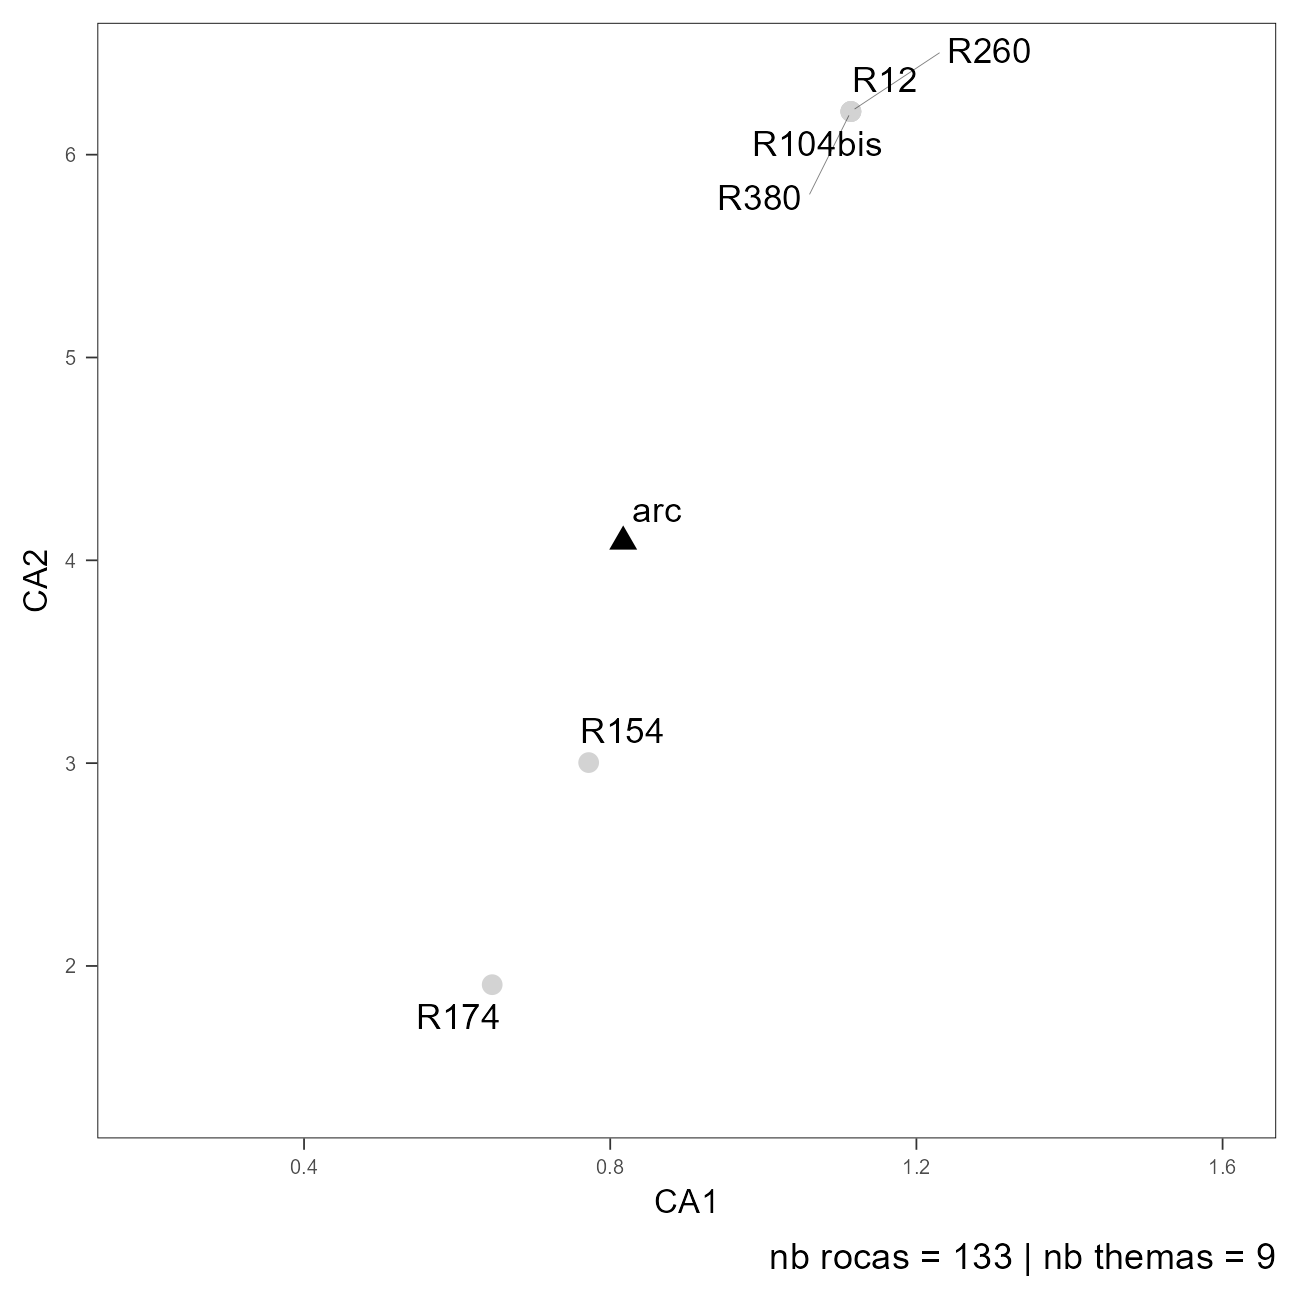 R260
R12
6
R104bis
R380
5
arc
4
CA2
R154
3
2
R174
0.4 0.8 1.2 1.6
CA1
nb rocas = 133 | nb themas = 9